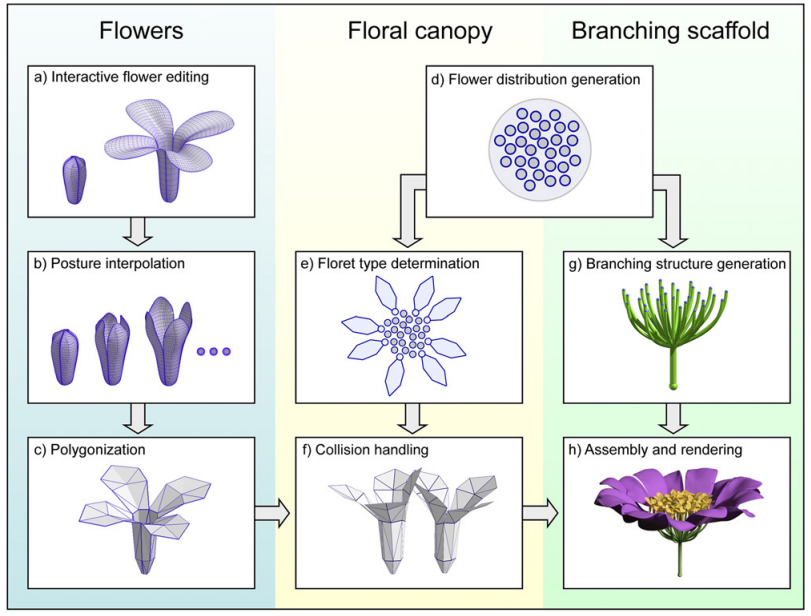 Flowers
Floral canopy
Branching scaffold
a) Interactive flower editing
d) Flower distribution generation
b) Posture interpolation
e) Floret type determination
g) Branching structure generation
c) Polygonization
f) Collision handling
h) Assembly and rendering